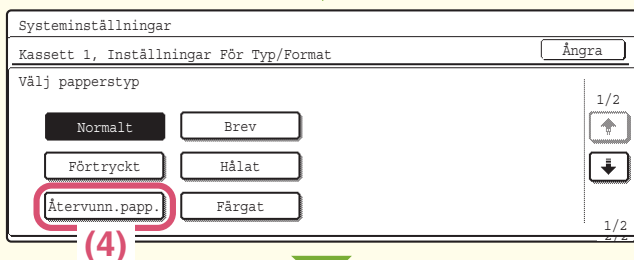 Systeminställningar
Kassett 1, Inställningar För Typ/Format
Ångra
Välj papperstyp
1/2
Normalt
Brev
Förtryckt
Hålat
Återvunn.papp.
Färgat
1/2
2/2
(4)